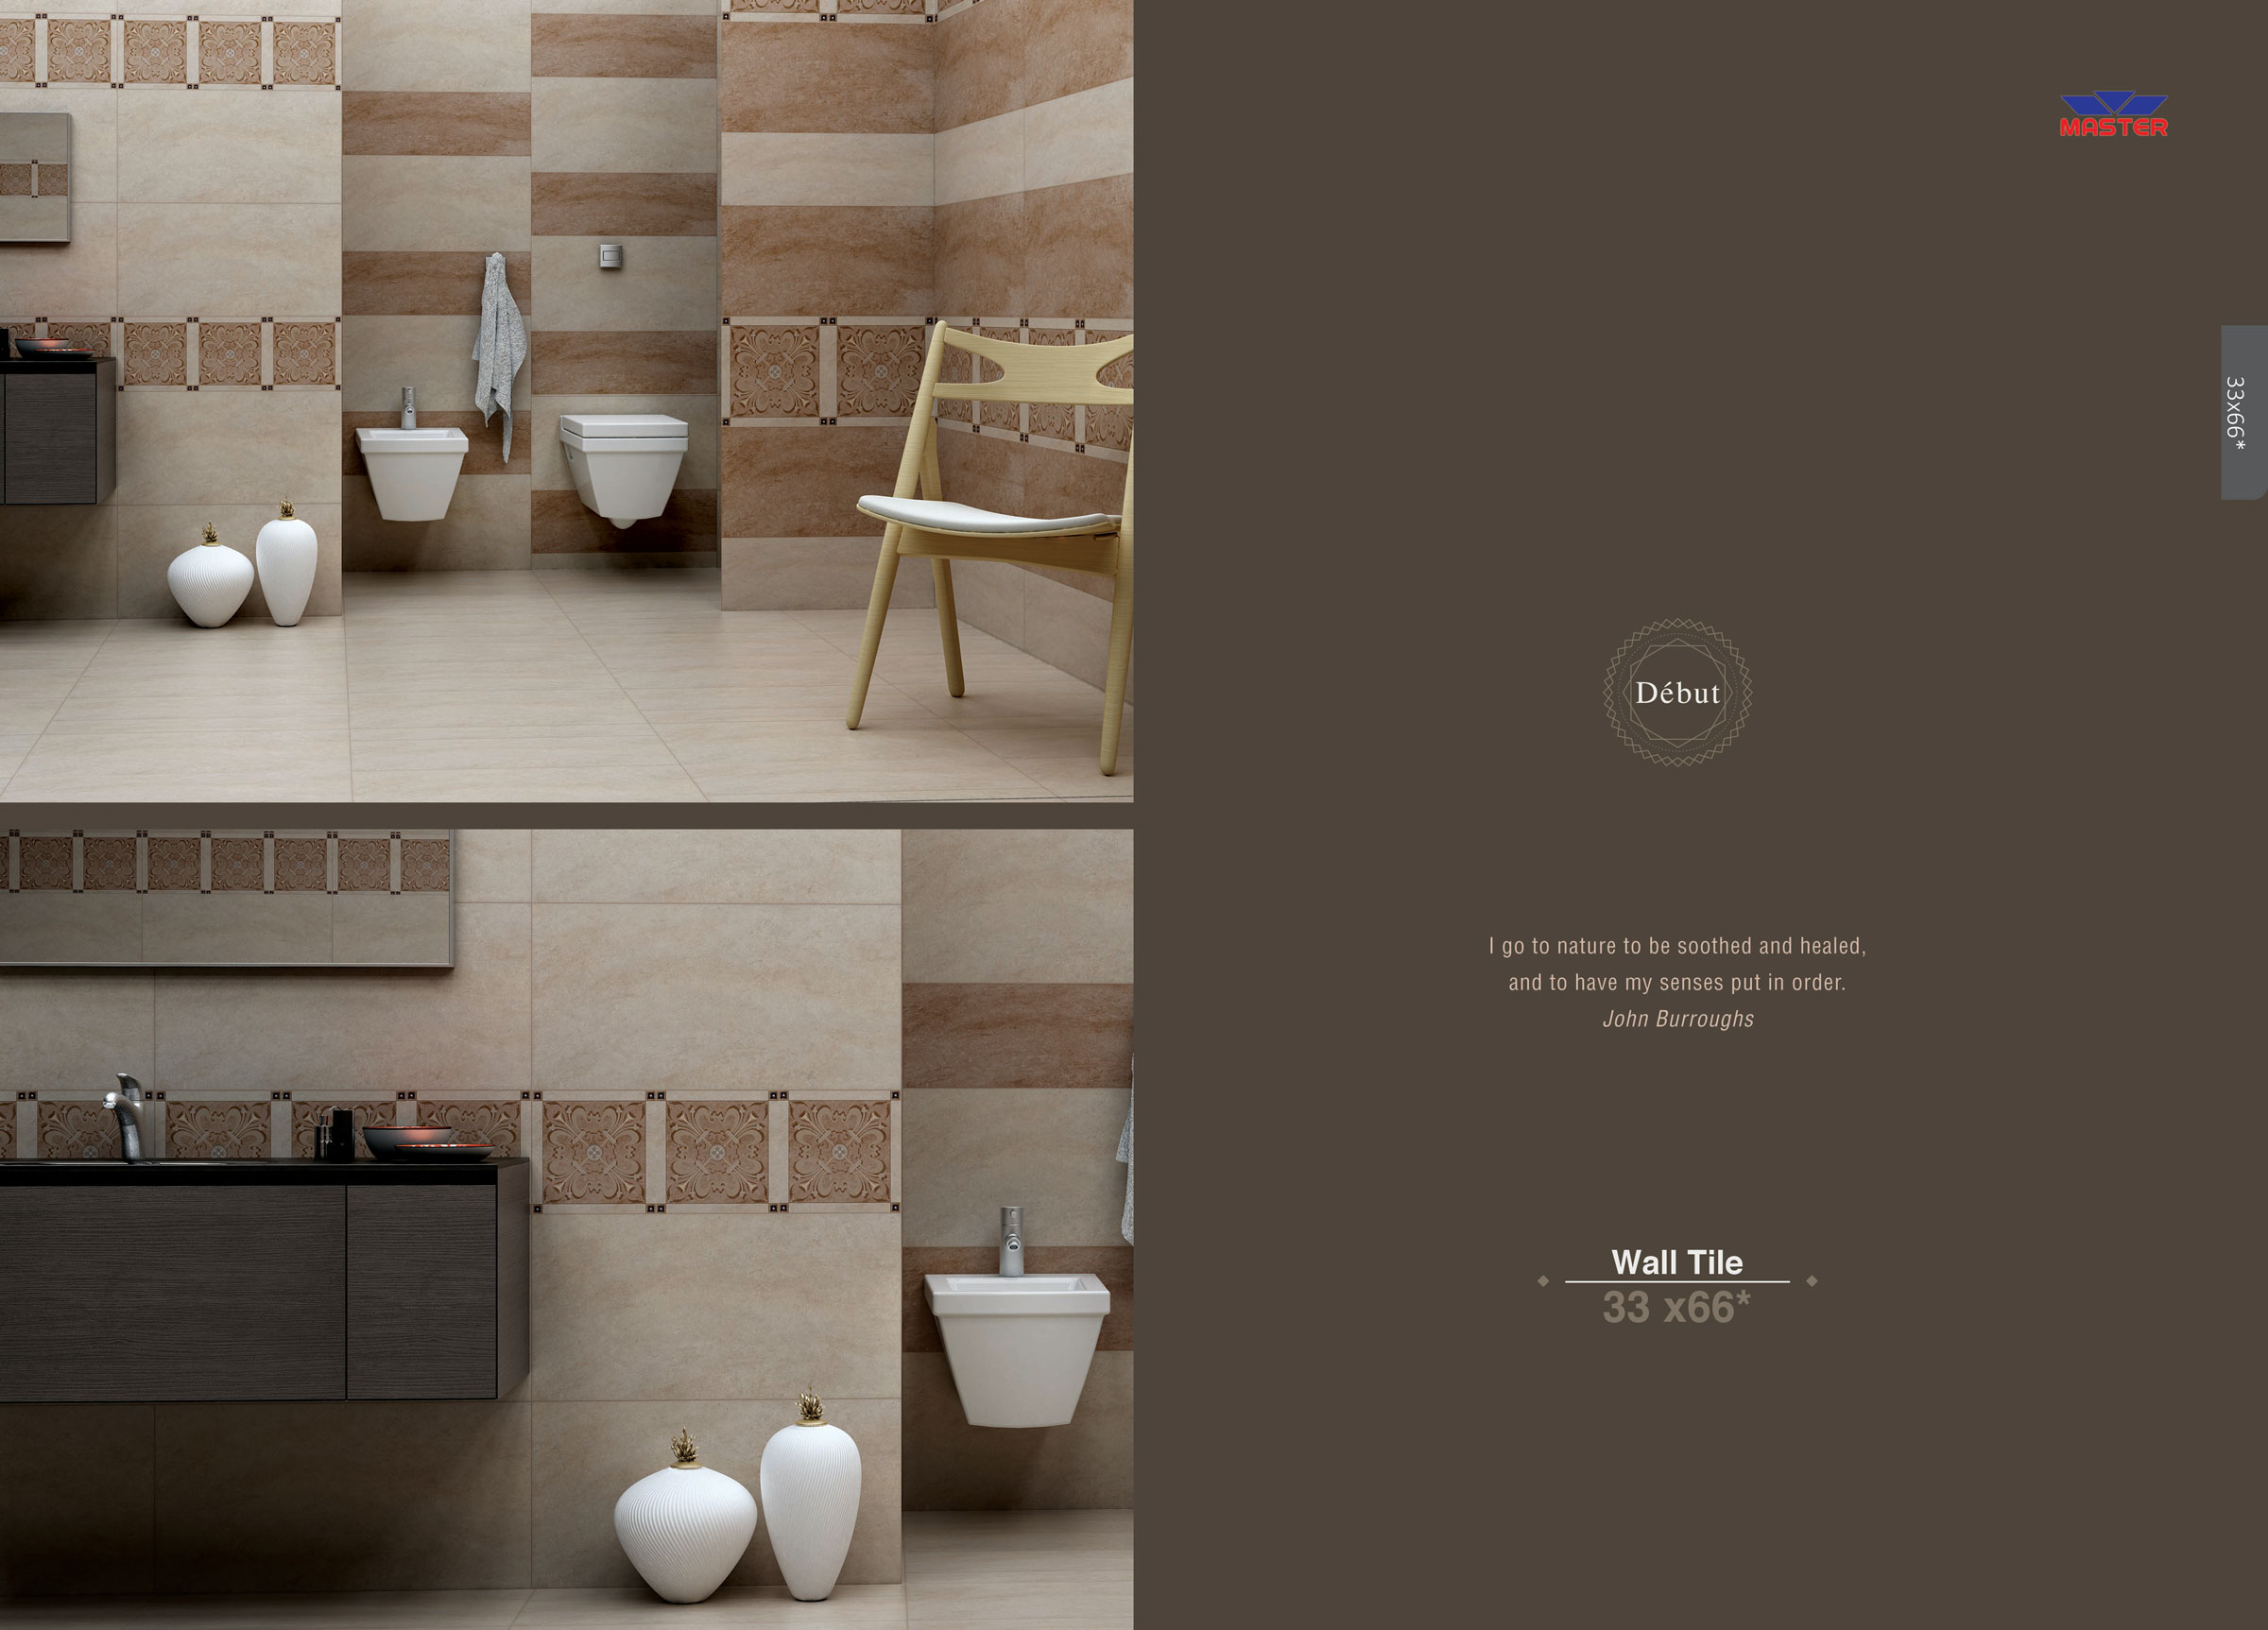 MASTER
33x66*
Début
I go to nature to be soothed and healed,
and to have my senses put in order.
John Burroughs
Wall Tile
33 x66*